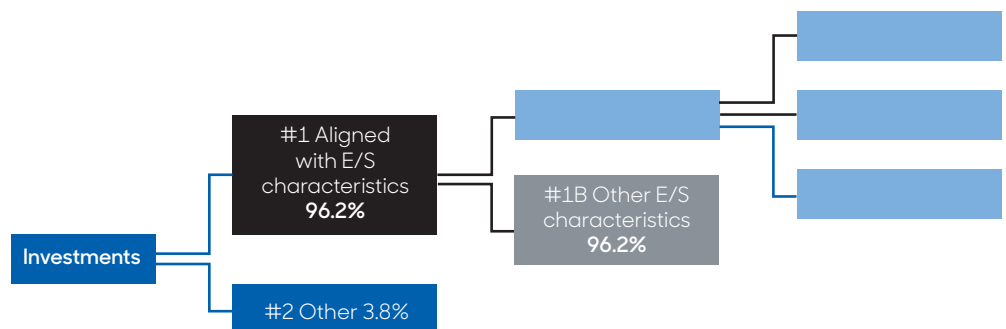 #1 Aligned
with E/S
characteristics
96.2%
#1B Other E/S
characteristics
96.2%
Investments
#2 Other 3.8%